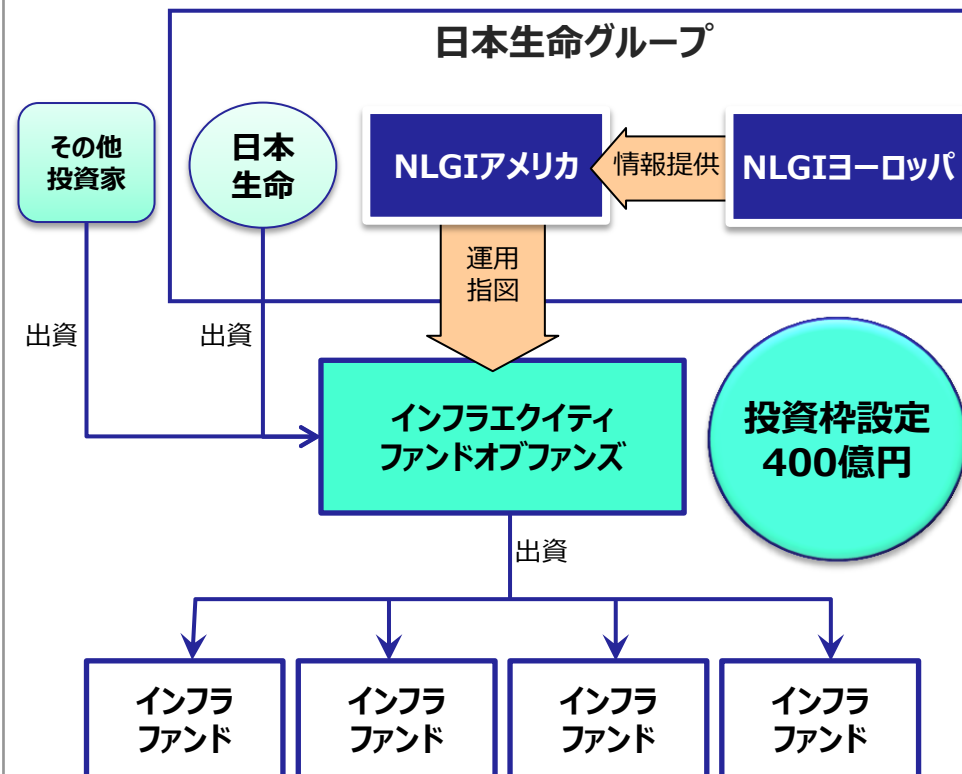 日本生命グループ
その他
投資家
日本
生命
NLGIアメリカ
情報提供
NLGIヨーロッパ
運用
指図
出資
出資
インフラエクイティ
ファンドオブファンズ
投資枠設定
400億円
出資
インフラ
ファンド
インフラ
ファンド
インフラ
ファンド
インフラ
ファンド